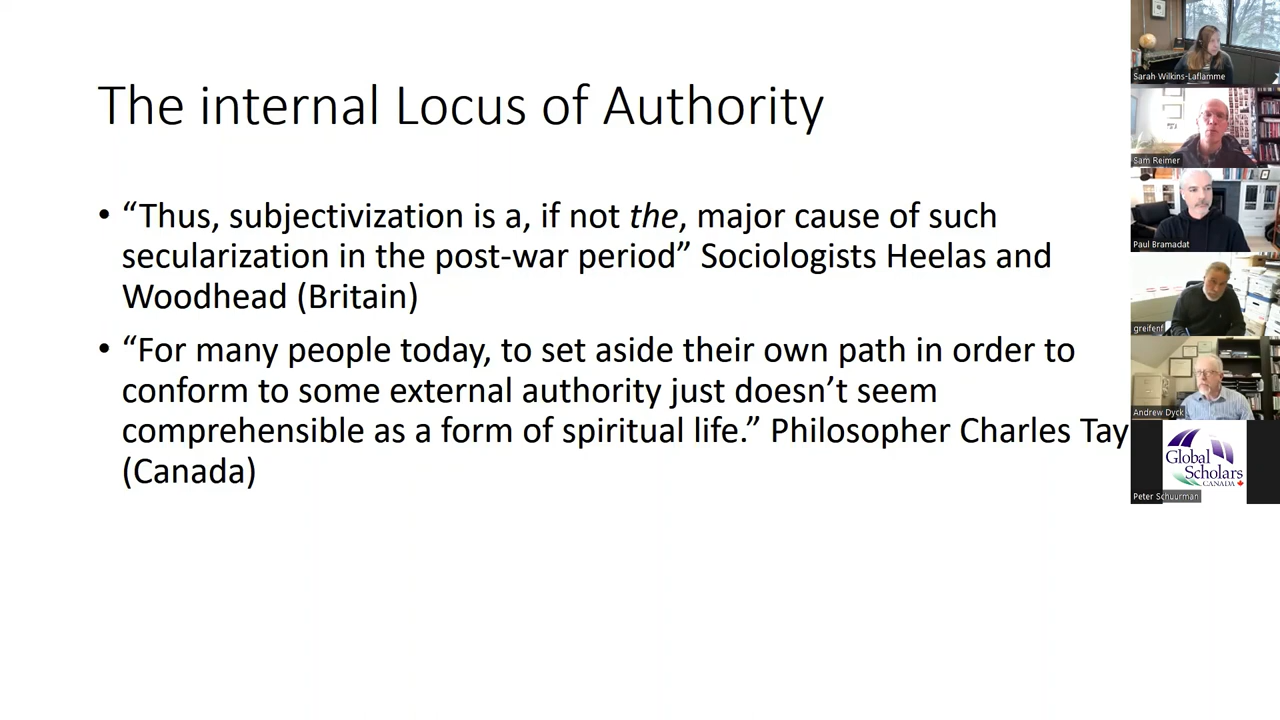 The internal Locus of Authority
• “Thus, subjectivization is a, if not the, major cause of such
secularization in the post-war period” Sociologists Heelas and
Woodhead (Britain)
• “For many people today, to set aside their own path in order to
conform to some external authority just doesn’t seem
comprehensible as a form of spiritual life.” Philosopher Charles Tay
(Canada)
Sarah Wilkins-Laflamme
Sam Reimer
Paul Bramadat
greifenf
Andrew Dyck
Global
Scholars
CANADA
Peter Schuurman